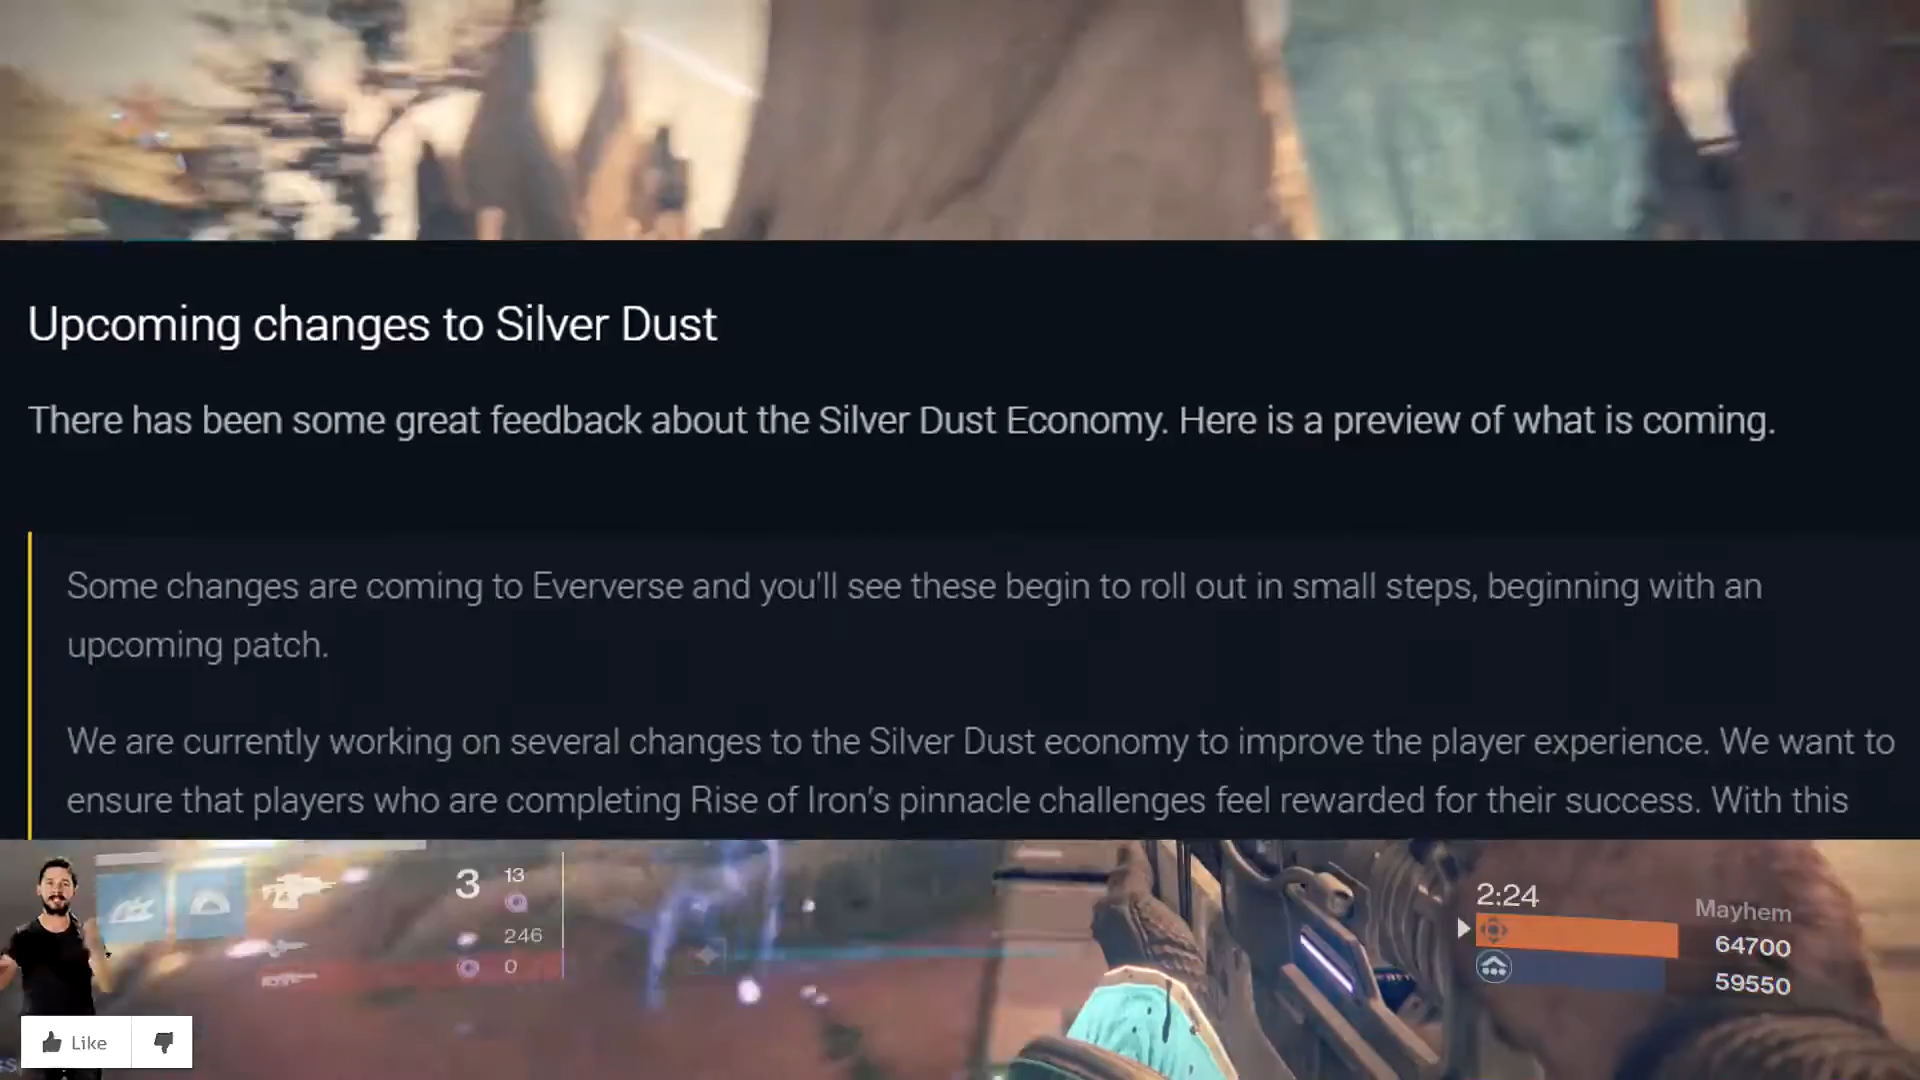 Upcoming changes to Silver Dust
There has been some great feedback about the Silver Dust Economy. Here is a preview of what is coming.
Some changes are coming to Eververse and you'll see these begin to roll out in small steps, beginning with an
upcoming patch.
We are currently working on several changes to the Silver Dust economy to improve the player experience. We want to
ensure that players who are completing Rise of Iron's pinnacle challenges feel rewarded for their success. With this
3 13
246
0
2:24
Mayhem
64700
59550
Like